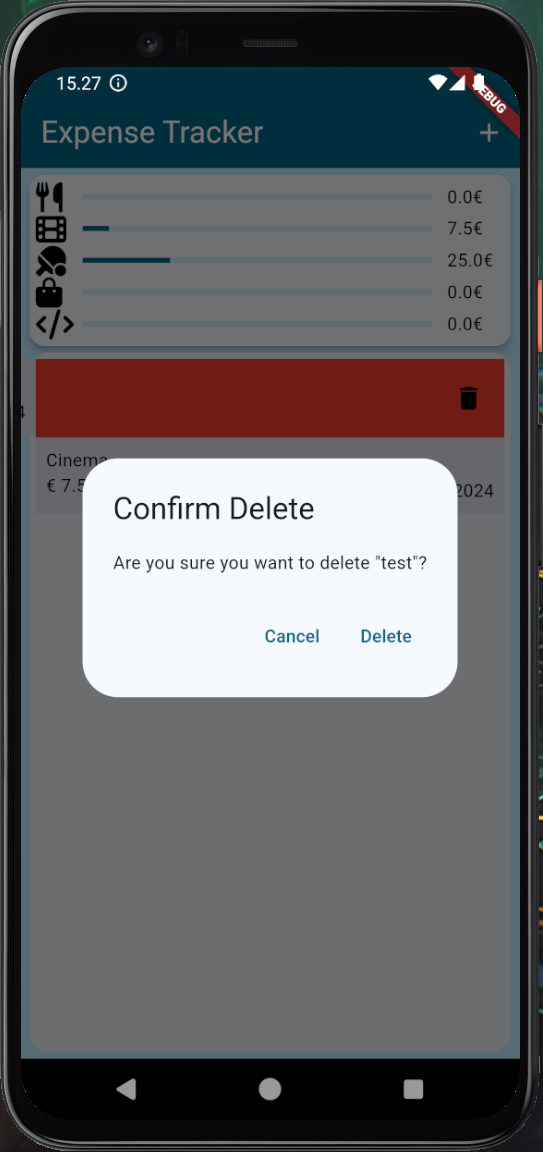 15.27
DEBUG
Expense Tracker
0.0€
7.5€
25.0€
0.0€
</>
0.0€
4
Cinema
€ 7.5
2024
Confirm Delete
Are you sure you want to delete "test"?
Cancel
Delete